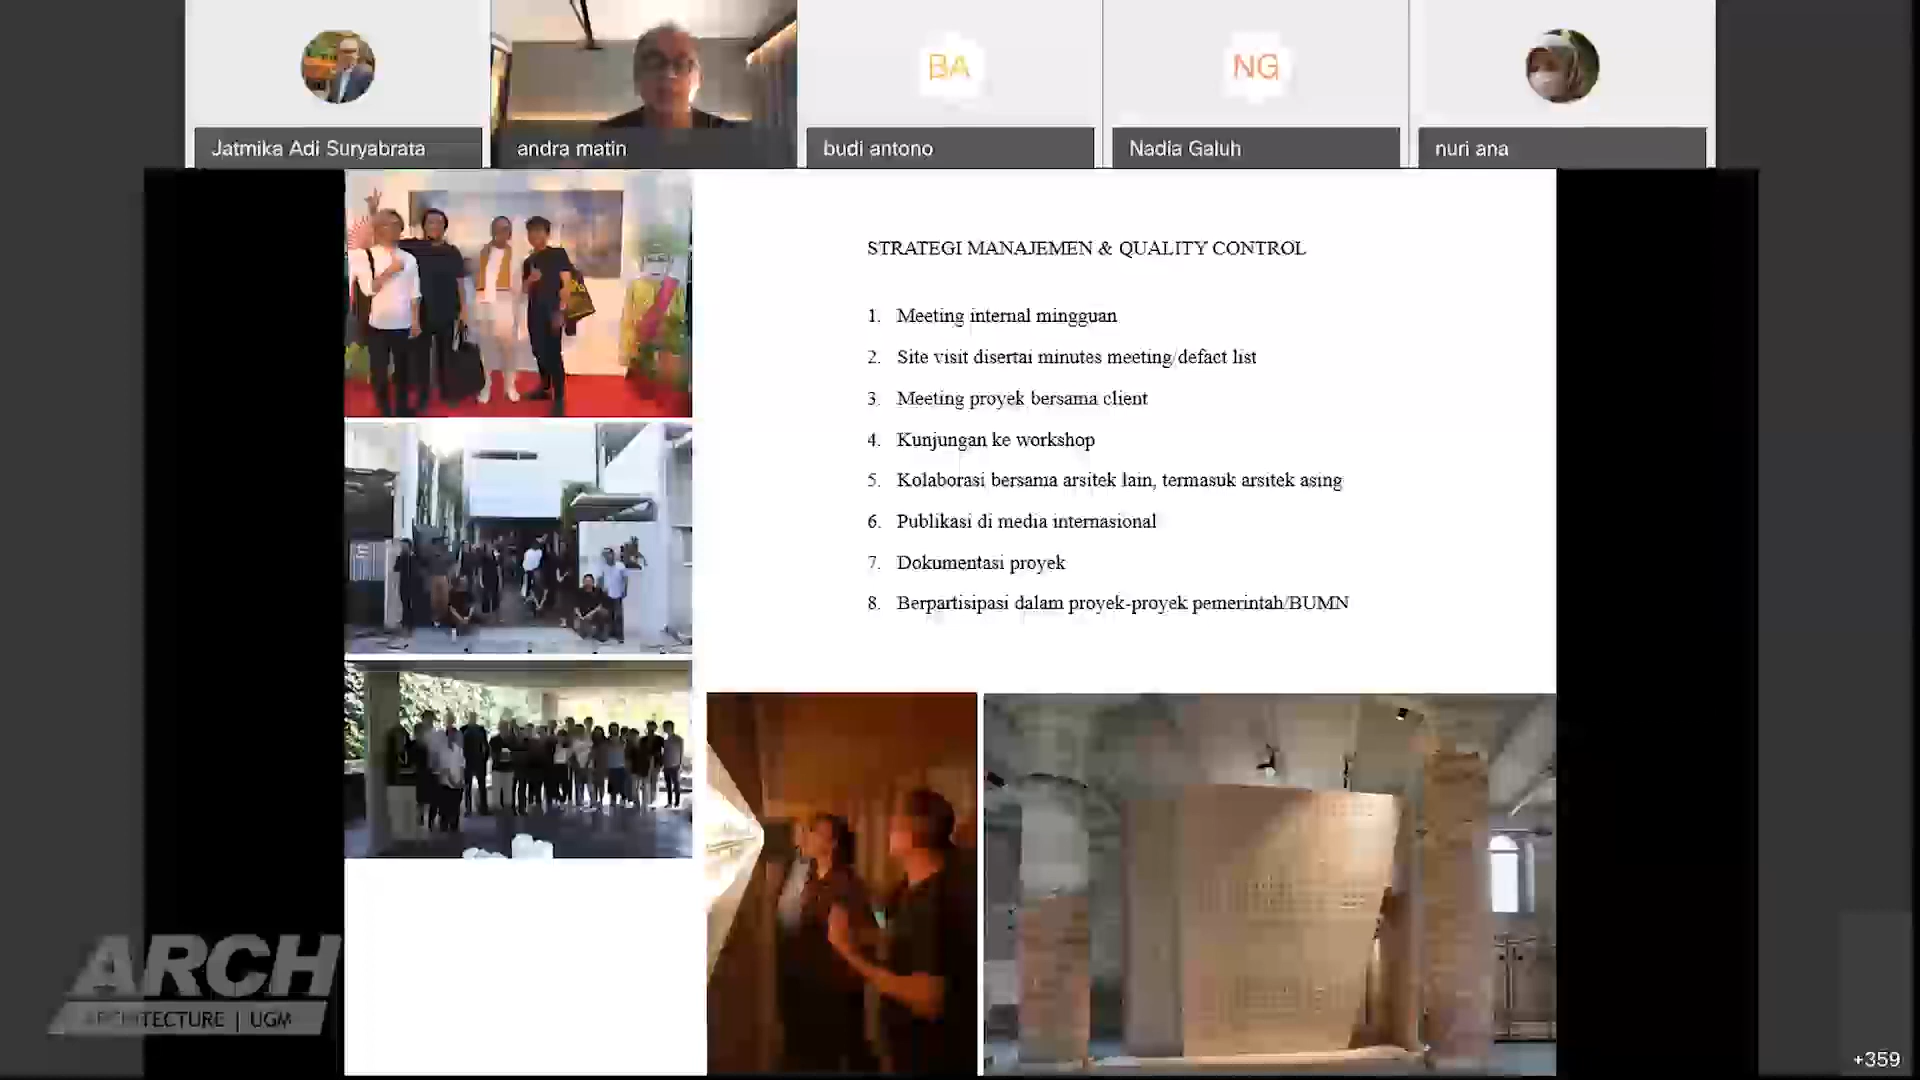 BA
NG
Jatmika Adi Suryabrata
andra matin
budi antono
Nadia Galuh
nuri ana
STRATEGI MANAJEMEN & QUALITY CONTROL
1. Meeting internal mingguan
2. Site visit disertai minutes meeting/defact list
3. Meeting proyek bersama client
4. Kunjungan ke workshop
5. Kolaborasi bersama arsitek lain, termasuk arsitek asing
6. Publikasi di media internasional
7. Dokumentasi proyek
8. Berpartisipasi dalam proyek-proyek pemerintah/BUMN
ARCH
ARCHITECTURE | UGM
+359